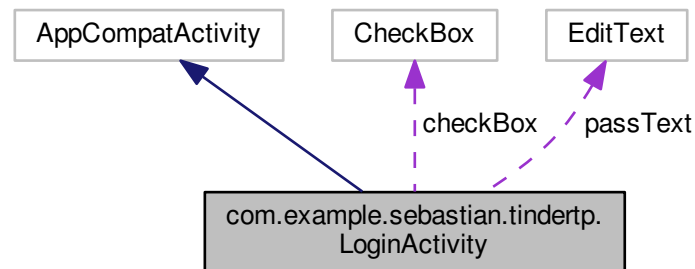 AppCompatActivity
CheckBox
EditText
checkBox
passText
com.example.sebastian.tindertp.
LoginActivity